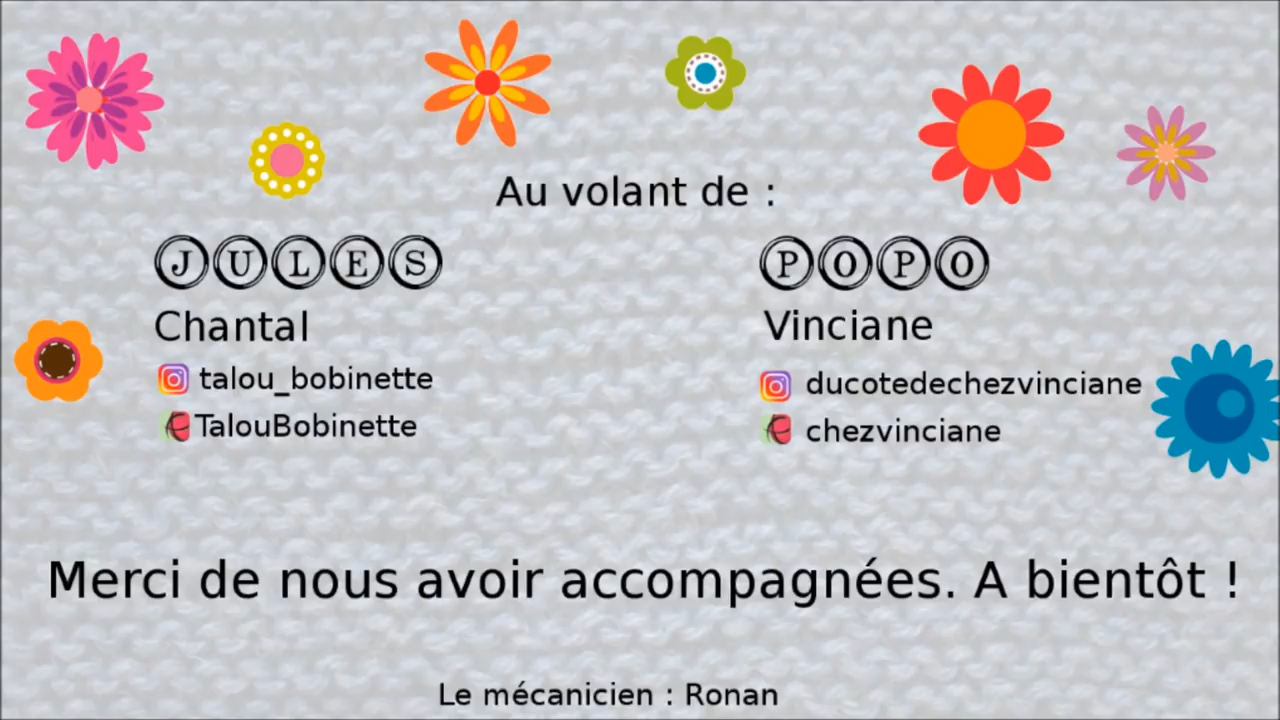 Au volant de :
JULES
Chantal
talou_bobinette
TalouBobinette
POPO
Vinciane
ducotedechezvinciane
chezvinciane
Merci de nous avoir accompagnées. A bientôt !
Le mécanicien : Ronan